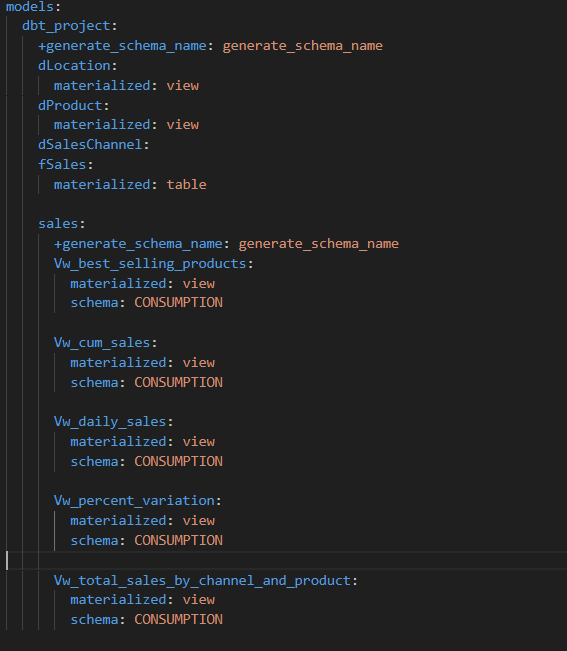 models:
  dbt_project:
    +generate_schema_name: generate_schema_name
    dLocation:
      materialized: view
    dProduct:
      materialized: view
    dSalesChannel:
    fSales:
      materialized: table

    sales:
      +generate_schema_name: generate_schema_name
      Vw_best_selling_products:
        materialized: view
        schema: CONSUMPTION

      Vw_cum_sales:
        materialized: view
        schema: CONSUMPTION

      Vw_daily_sales:
        materialized: view
        schema: CONSUMPTION

      Vw_percent_variation:
        materialized: view
        schema: CONSUMPTION

      Vw_total_sales_by_channel_and_product:
        materialized: view
        schema: CONSUMPTION